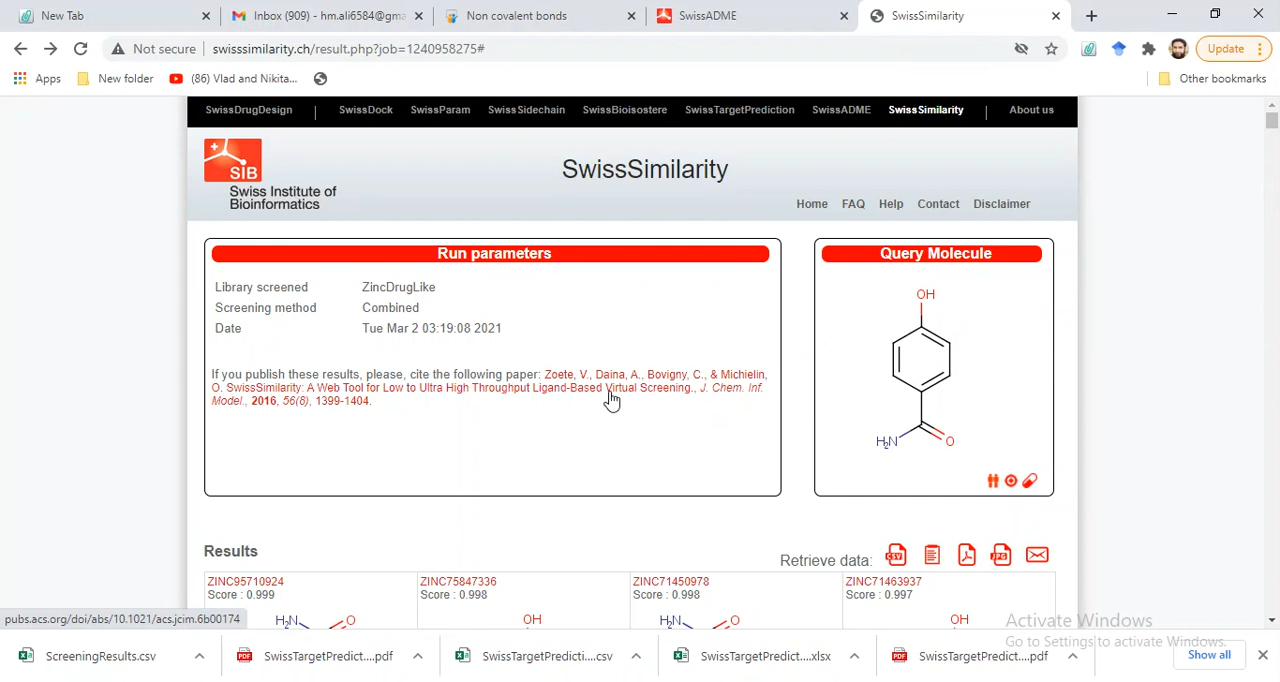 New Tab
Inbox (909) - hm.ali6584@gma
Non covalent bonds
SwissADME
SwissSimilarity
Not secure | swisssimilarity.ch/result.php?job=1240958275#
Update
Apps
New folder
(86) Vlad and Nikita...
Other bookmarks
SwissDrugDesign | SwissDock SwissParam SwissSidechain SwissBioisostere SwissTargetPrediction SwissADME SwissSimilarity | About us
SIB
Swiss Institute of
Bioinformatics
SwissSimilarity
Home FAQ Help Contact Disclaimer
Run parameters
Library screened ZincDrugLike
Screening method Combined
Date Tue Mar 2 03:19:08 2021
If you publish these results, please, cite the following paper: Zoete, V., Daina, A., Bovigny, C., & Michielin,
O. SwissSimilarity: A Web Tool for Low to Ultra High Throughput Ligand-Based Virtual Screening., J. Chem. Inf.
Model., 2016, 56(8), 1399-1404.
Query Molecule
OH
H₂N
O
Results
Retrieve data:
CSV
JPG
ZINC95710924
Score : 0.999
ZINC75847336
Score : 0.998
ZINC71450978
Score : 0.998
ZINC71463937
Score : 0.997
H₂N
O
OH
H₂N
O
OH
pubs.acs.org/doi/abs/10.1021/acs.jcim.6b00174
Activate Windows
Go to Settings to activate Windows.
ScreeningResults.csv
SwissTargetPredict....pdf
SwissTargetPredicti....csv
SwissTargetPredict....xlsx
SwissTargetPredict....pdf
Show all